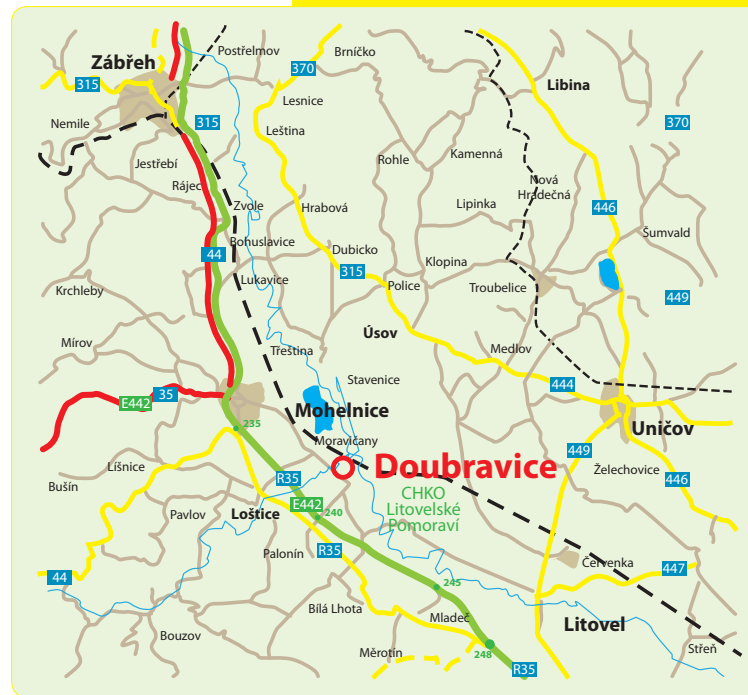 Postřelmov
Brníčko
Zábřeh
370
Libina
315
Lesnice
315
370
Nemile
Leština
Jestřebí
Rohle
Kamenná
Rájec
Nová
Hradečná
Zvole
Hrabová
Lipinka
446
Bohuslavice
Dubicko
Šumvald
44
315
Klopina
Lukavice
Police
Troubelice
Krchleby
449
Úsov
Mírov
Třeština
Medlov
Stavenice
444
E442
35
Mohelnice
235
Uničov
Moravičany
449
Líšnice
Doubravice
Želechovice
Bušín
R35
CHKO
Litovelské
Pomoraví
446
E442
Pavlov
Loštice
240
R35
Palonín
Červenka
447
44
245
Bílá Lhota
Mladeč
Litovel
Bouzov
Střeň
Měrotín
248
R35